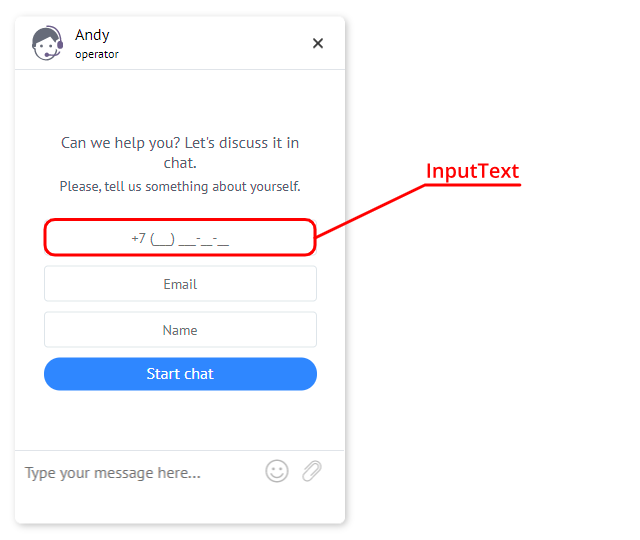 Andy
operator
Can we help you? Let's discuss it in
chat.
Please, tell us something about yourself.
InputText
+7 (___) ___-__-__
Email
Name
Start chat
Type your message here...